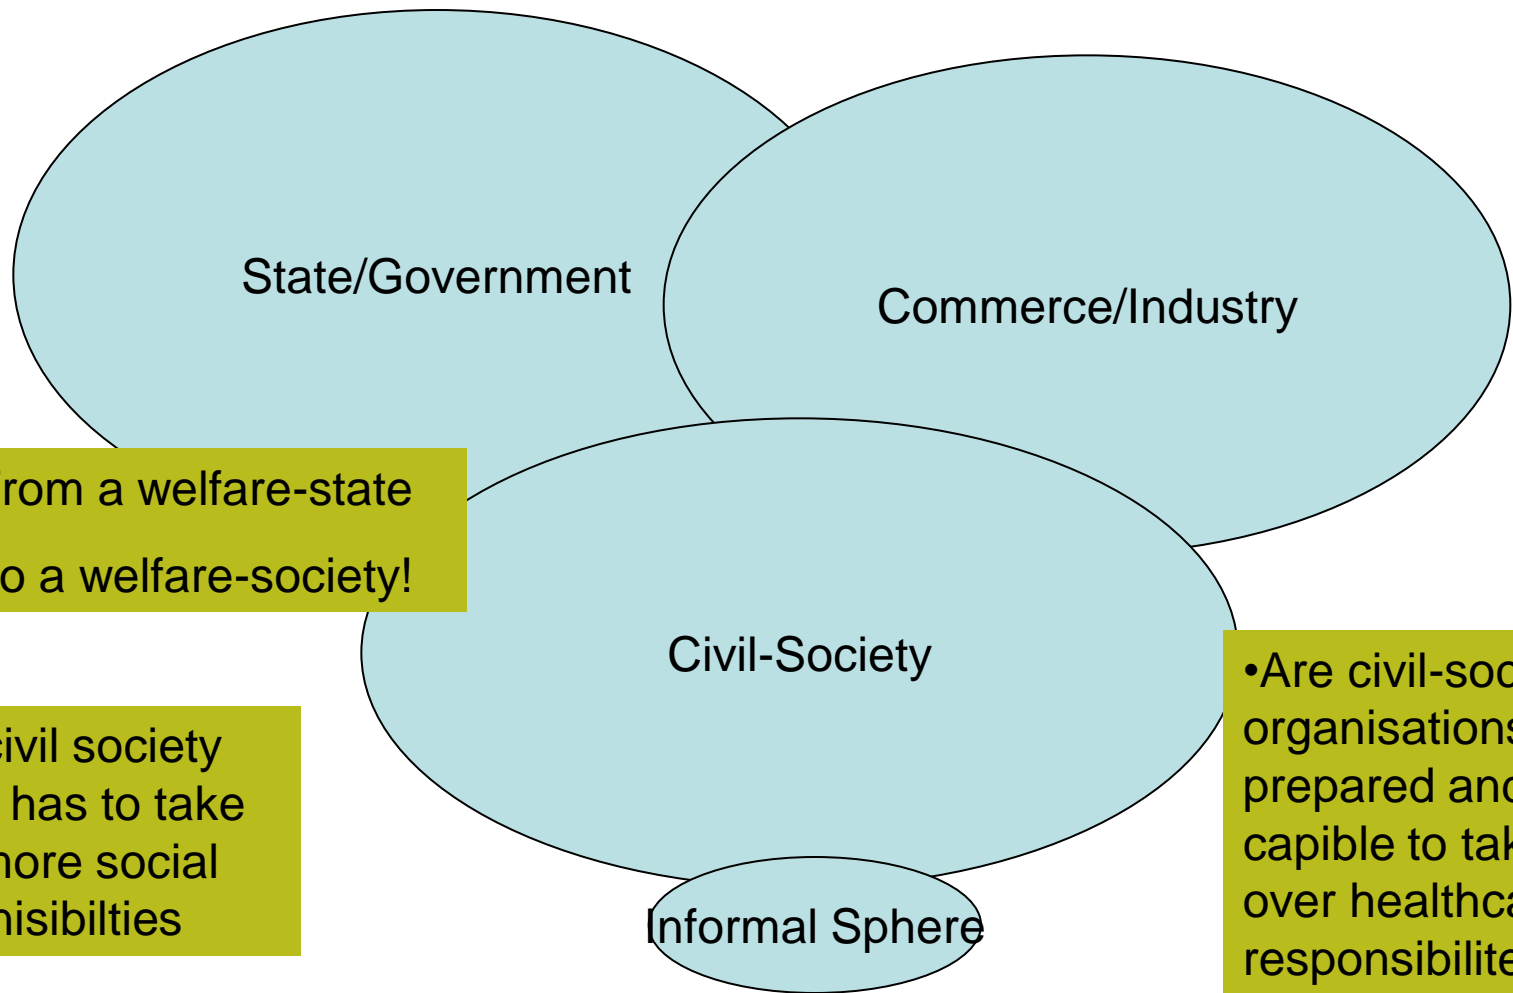 State/Government
Commerce/Industry
rom a welfare-state
o a welfare-society!
Civil-Society
•Are civil-soc
organisations
prepared and
capible to tak
over healthca
responsibilite
ivil society
has to take
more social
nisibilties
Informal Sphere